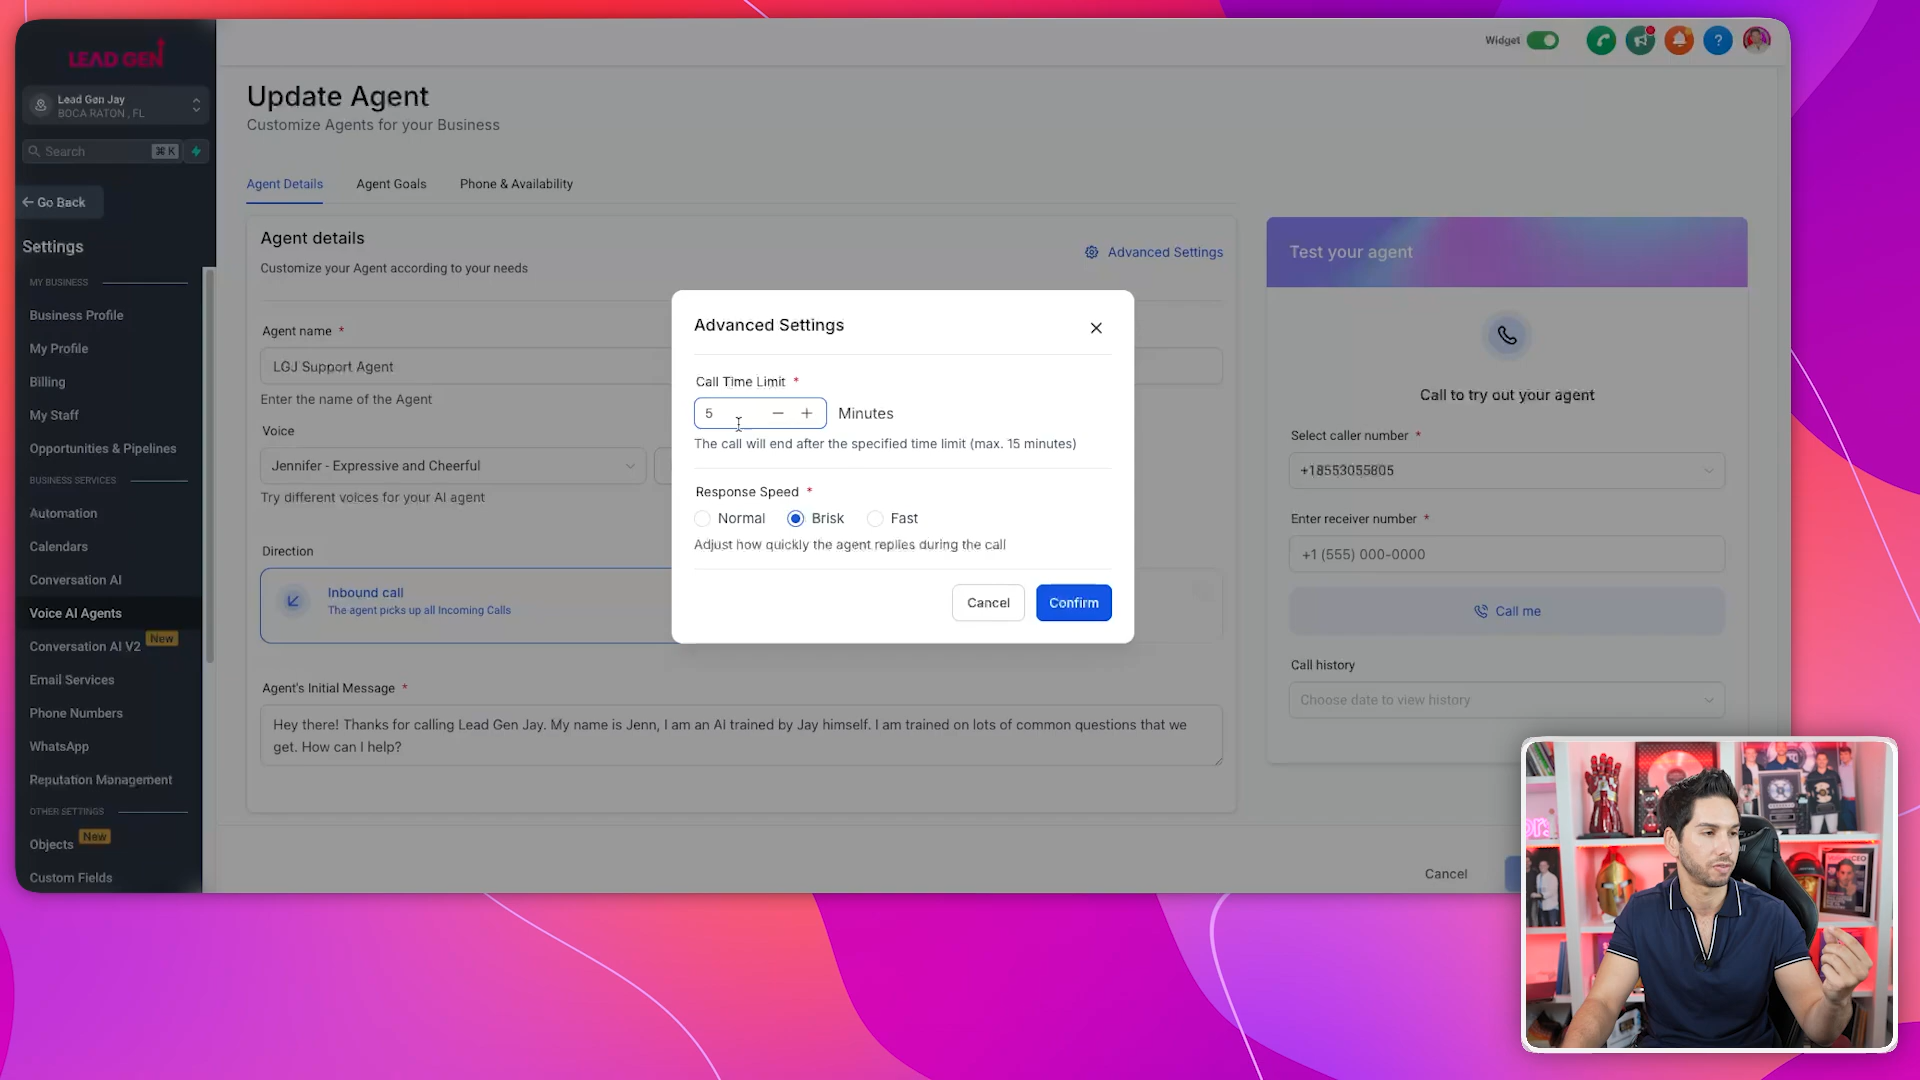 LEAD GEN
Lead Gen Jay
BOCA RATON , FL
Search
⌘ K
Go Back
Settings
MY BUSINESS
Business Profile
My Profile
Billing
My Staff
Opportunities & Pipelines
BUSINESS SERVICES
Automation
Calendars
Conversation AI
Voice AI Agents
Conversation AI V2
New
Email Services
Phone Numbers
WhatsApp
Reputation Management
OTHER SETTINGS
Objects
New
Custom Fields
Widget
?
Update Agent
Customize Agents for your Business
Agent Details
Agent Goals
Phone & Availability
Agent details
Customize your Agent according to your needs
Advanced Settings
Agent name *
LGJ Support Agent
Enter the name of the Agent
Voice
Jennifer - Expressive and Cheerful
Try different voices for your AI agent
Direction
Inbound call
The agent picks up all Incoming Calls
Agent's Initial Message *
Hey there! Thanks for calling Lead Gen Jay. My name is Jenn, I am an AI trained by Jay himself. I am trained on lots of common questions that we
get. How can I help?
Advanced Settings
Call Time Limit *
5
Minutes
The call will end after the specified time limit (max. 15 minutes)
Response Speed *
Normal
Brisk
Fast
Adjust how quickly the agent replies during the call
Cancel
Confirm
Test your agent
Call to try out your agent
Select caller number *
+18553055805
Enter receiver number *
+1 (555) 000-0000
Call me
Call history
Choose date to view history
Cancel